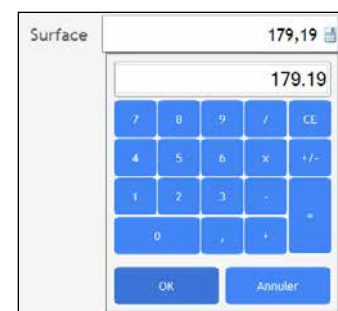 Surface 179,19
179.19
7 8 9 / CE
4 5 6 x +/-
1 2 3 - =
0 , +
OK Annuler